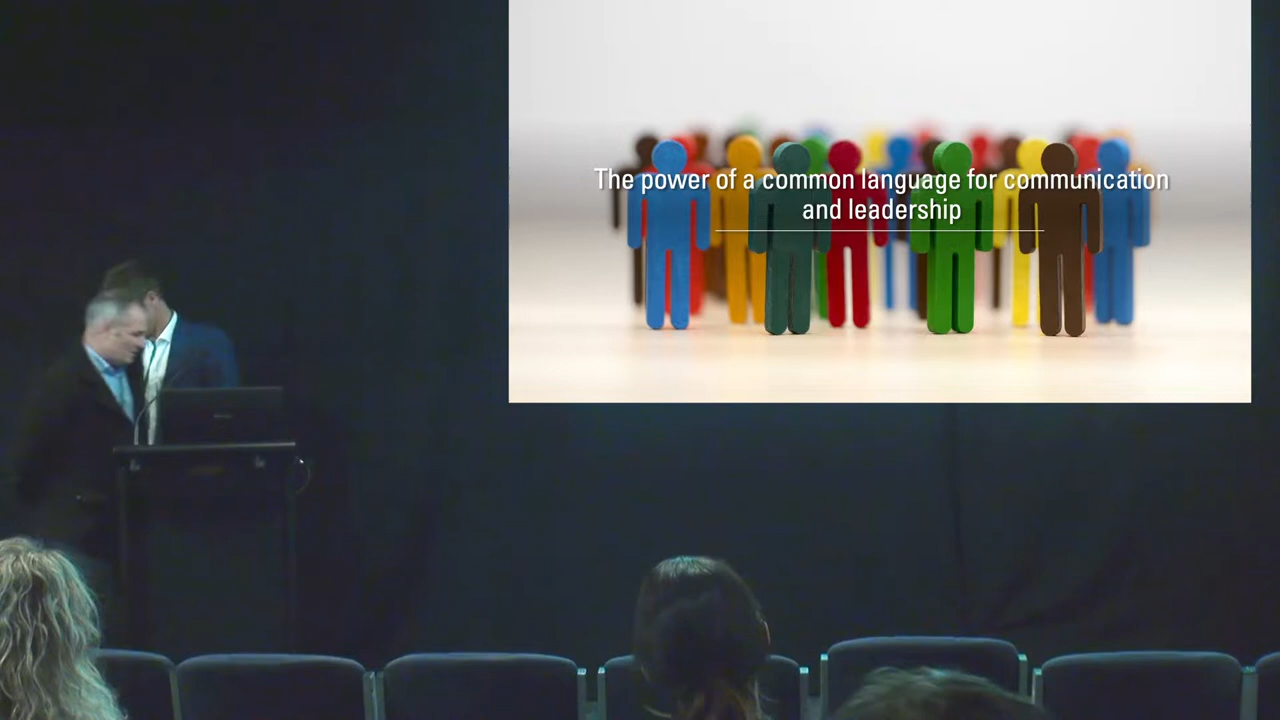 The power of a common language for communication
and leadership